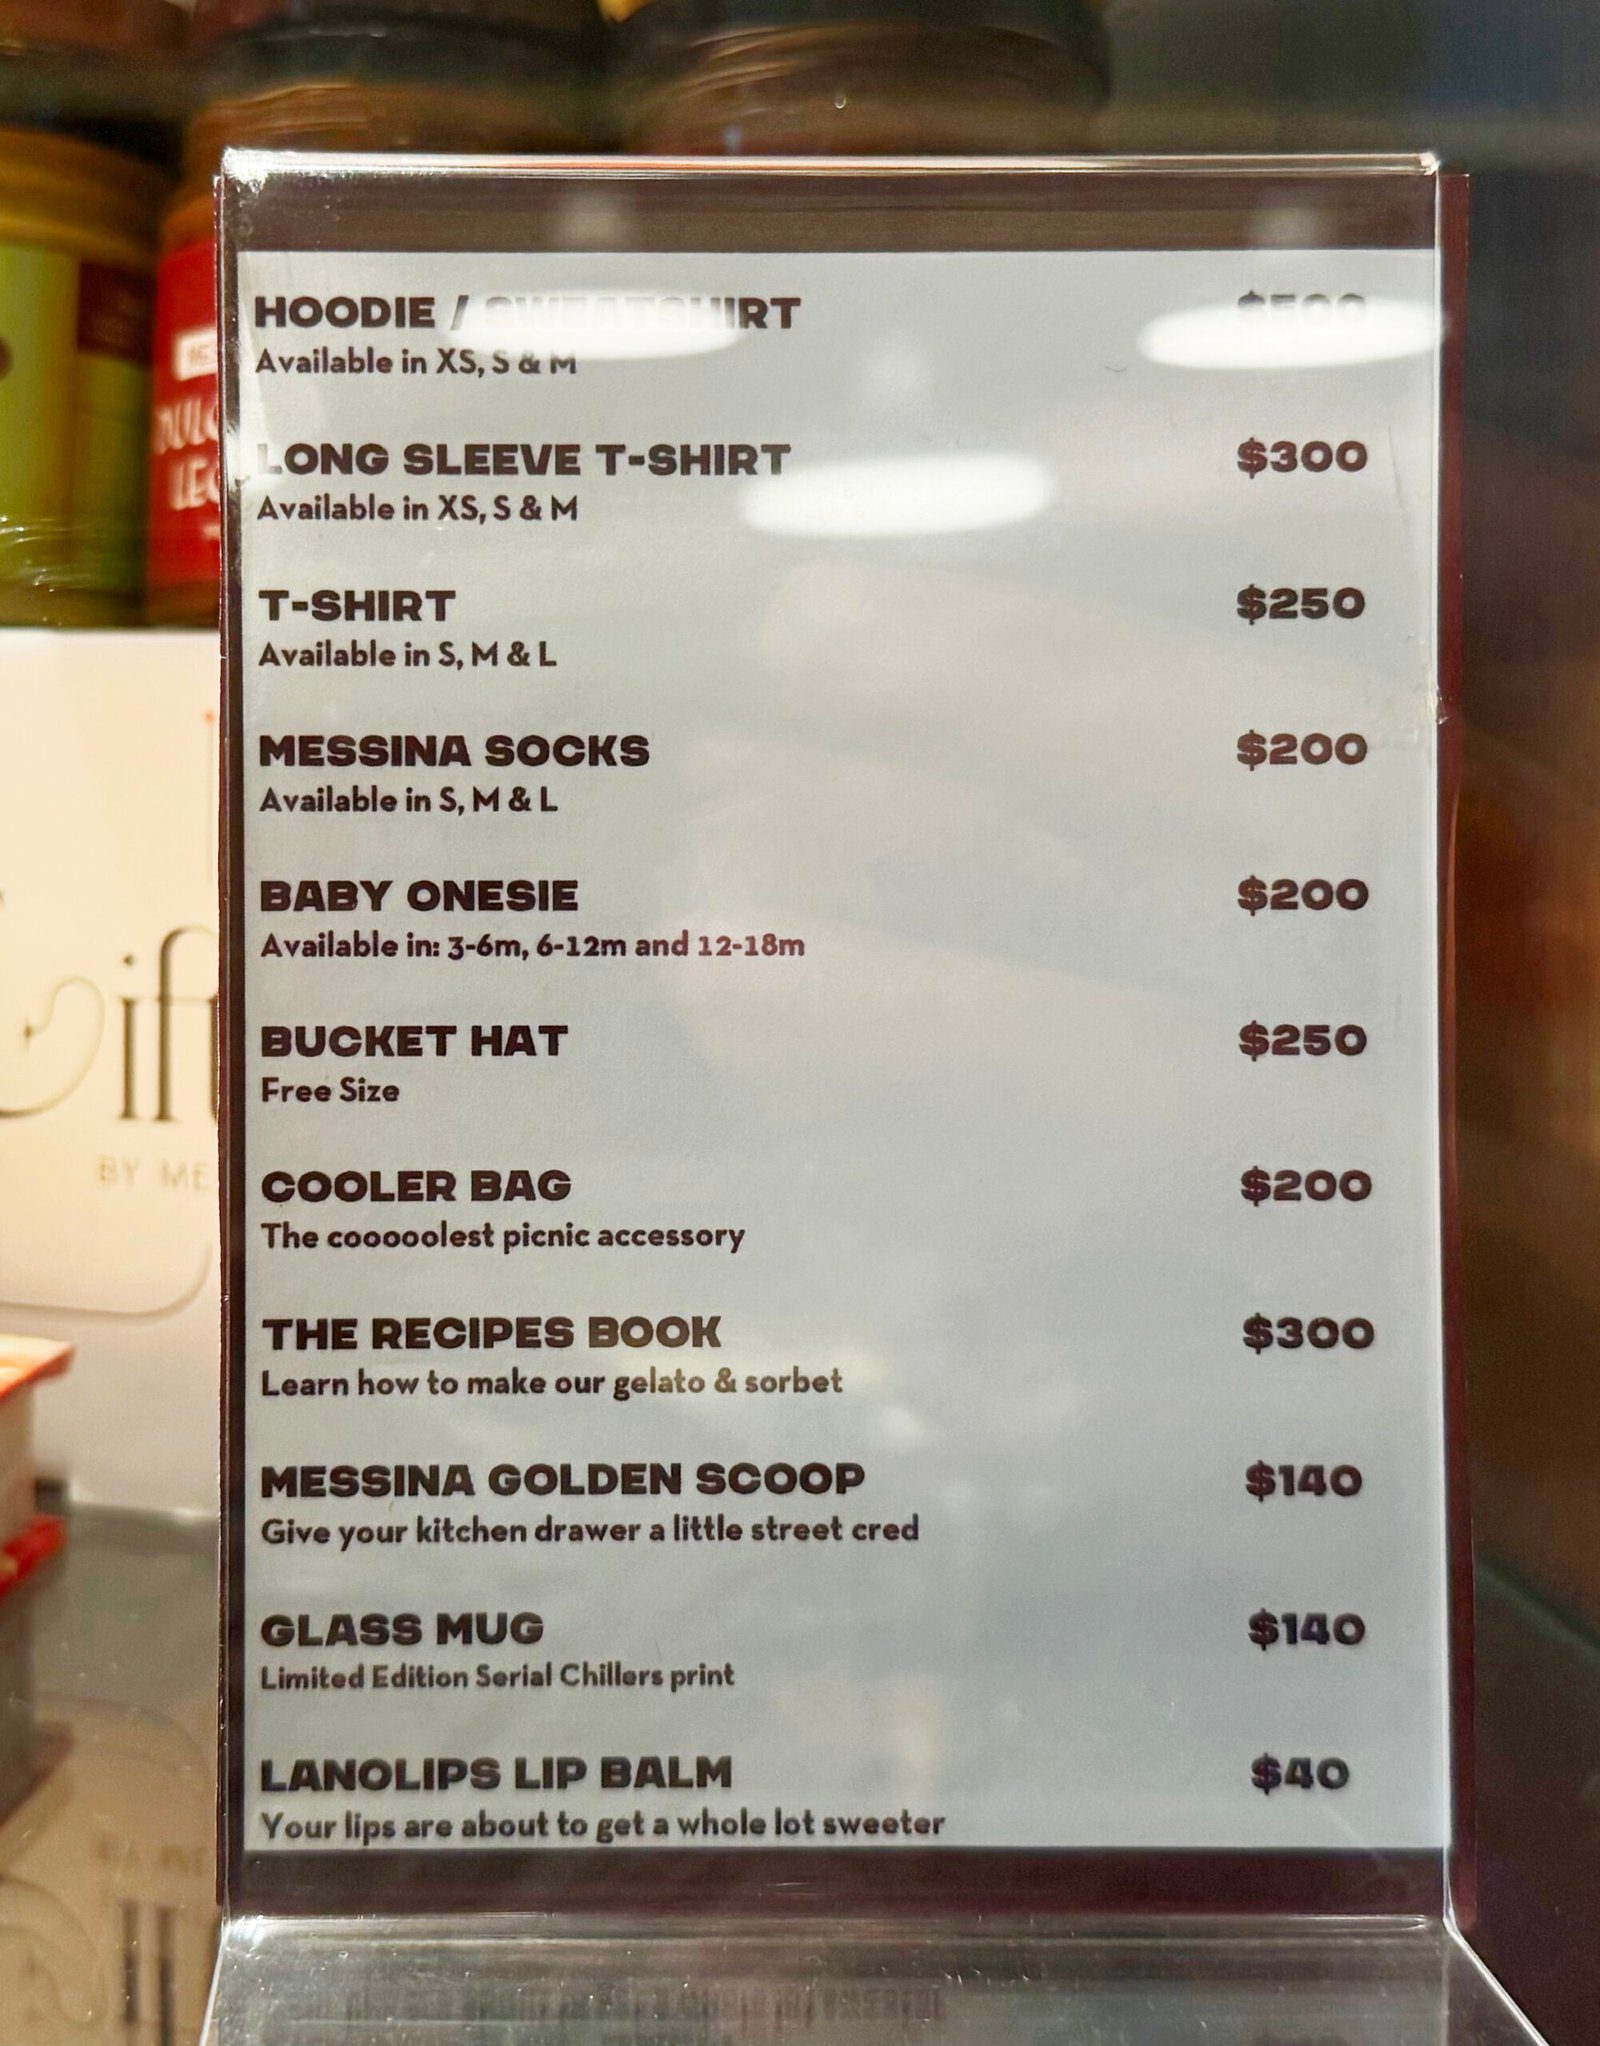 HOODIE / SWEATSHIRT $500
Available in XS, S & M
LONG SLEEVE T-SHIRT $300
Available in XS, S & M
T-SHIRT $250
Available in S, M & L
MESSINA SOCKS $200
Available in S, M & L
BABY ONESIE $200
Available in: 3-6m, 6-12m and 12-18m
BUCKET HAT $250
Free Size
COOLER BAG $200
The cooooolest picnic accessory
THE RECIPES BOOK $300
Learn how to make our gelato & sorbet
MESSINA GOLDEN SCOOP $140
Give your kitchen drawer a little street cred
GLASS MUG $140
Limited Edition Serial Chillers print
LANOLIPS LIP BALM $40
Your lips are about to get a whole lot sweeter
BY